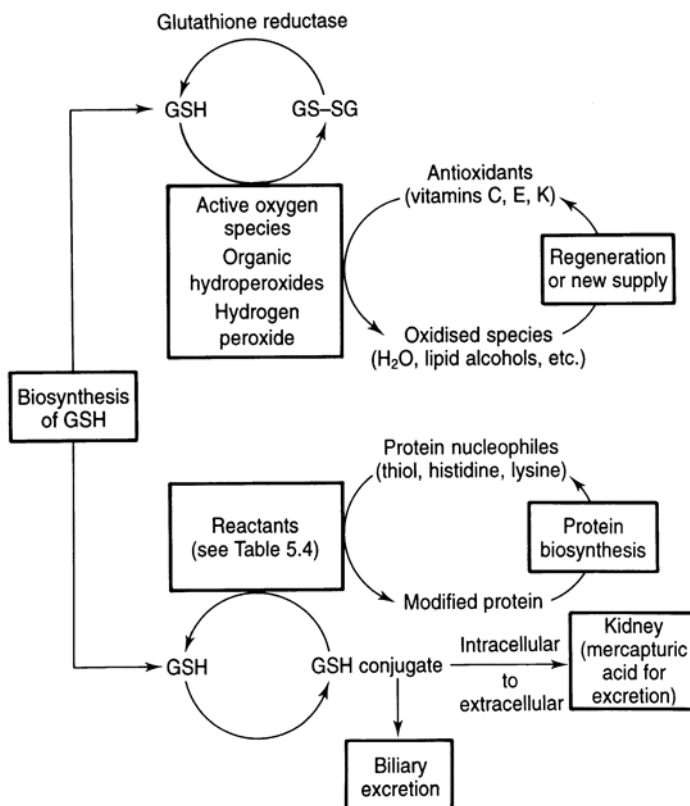 Glutathione reductase
GSH
GS–SG
Active oxygen
species
Organic
hydroperoxides
Hydrogen
peroxide
Antioxidants
(vitamins C, E, K)
Regeneration
or new supply
Oxidised species
(H₂O, lipid alcohols, etc.)
Biosynthesis
of GSH
Protein nucleophiles
(thiol, histidine, lysine)
Reactants
(see Table 5.4)
Protein
biosynthesis
Modified protein
GSH
GSH conjugate
Intracellular
to
extracellular
Kidney
(mercapturic
acid for
excretion)
Biliary
excretion